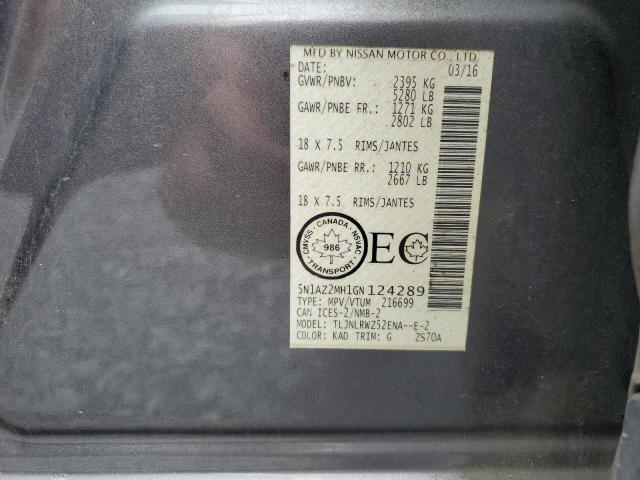 MFD BY NISSAN MOTOR CO., LTD.
DATE: 03/16
GVWR/PNBV: 2395 KG
5280 LB
GAWR/PNBE FR.: 1271 KG
2802 LB
18 X 7.5 RIMS/JANTES
GAWR/PNBE RR.: 1210 KG
2667 LB
18 X 7.5 RIMS/JANTES
CMVSS · CANADA · NSVAC
986
TRANSPORT
EC
5N1AZ2MH1GN124289
TYPE: MPV/VTUM 216699
CAN ICES-2/NMB-2
MODEL: TLJNLRWZ52ENA--E-2
COLOR: KAD TRIM: G ZS70A